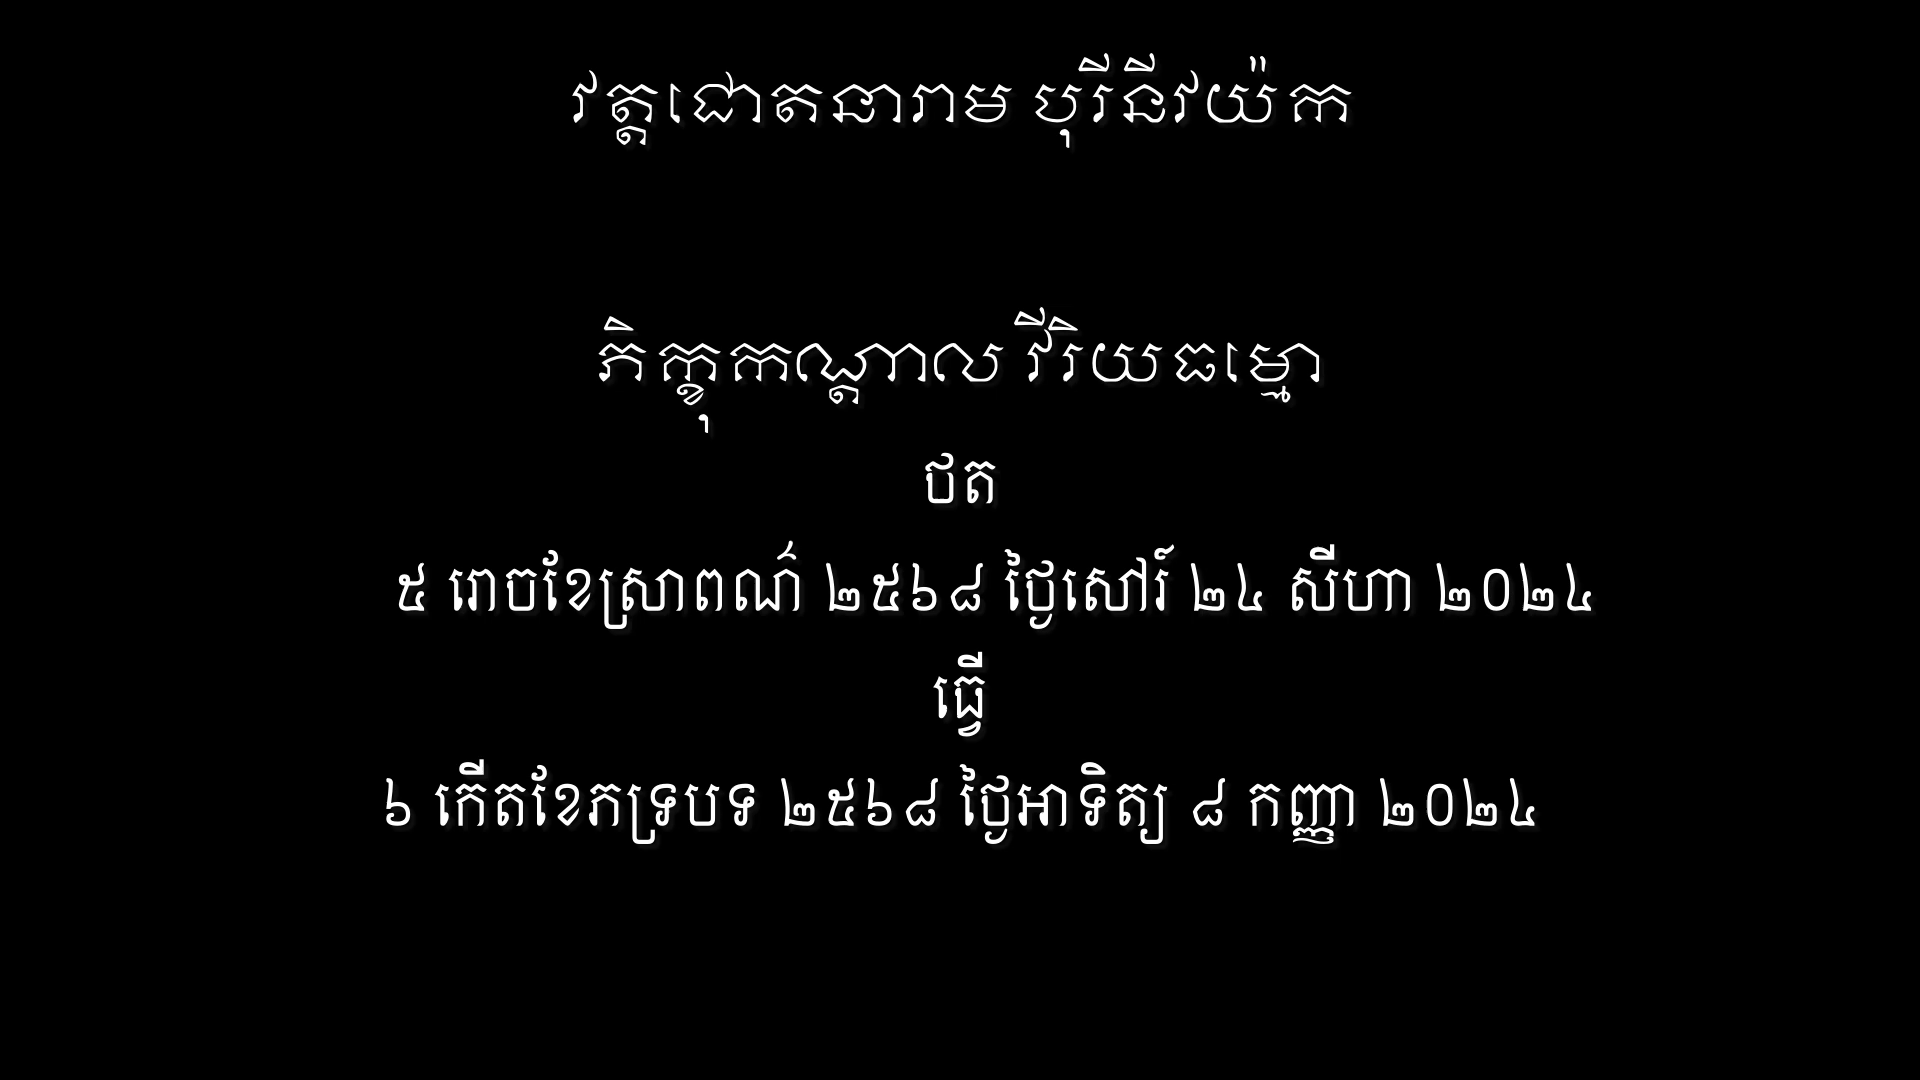 វត្តជោតនារាម បុរីនីវយ៉ក
ភិក្ខុកណ្ដាល វីរិយធម្មោ
ថត
៥ រោចខែស្រាពណ៌ ២៥៦៨ ថ្ងៃសៅរ៍ ២៤ សីហា ២០២៤
ធ្វើ
៦ កើតខែភទ្របទ ២៥៦៨ ថ្ងៃអាទិត្យ ៨ កញ្ញា ២០២៤